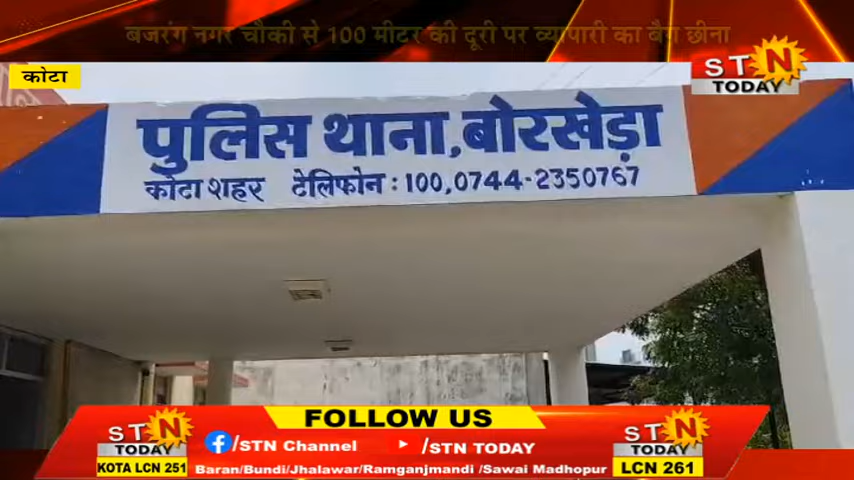 बजरंग नगर चौकी से 100 मीटर की दूरी पर व्यापारी का बैग छीना
कोटा
STN
TODAY
पुलिस थाना,बोरखेड़ा
कोटा शहर टेलिफोन:100,0744-2350767
FOLLOW US
STN
TODAY
KOTA LCN 251
/STN Channel /STN TODAY
Baran/Bundi/Jhalawar/Ramganjmandi /Sawai Madhopur
STN
TODAY
LCN 261